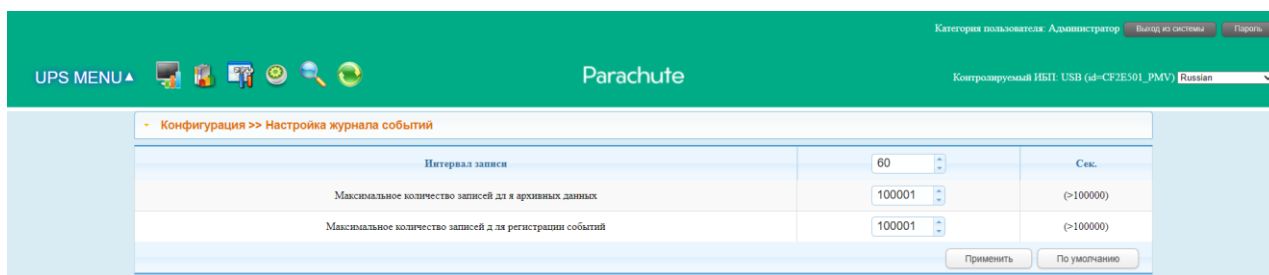 Категория пользователя: Администратор Выход из системы Пароль
UPS MENU▲ Parachute
Контролируемый ИБП: USB (id=CF2E501_PMV) Russian
Конфигурация >> Настройка журнала событий
Интервал записи 60 Сек.
Максимальное количество записей дл я архивных данных 100001 (>100000)
Максимальное количество записей д ля регистрации событий 100001 (>100000)
Применить По умолчанию